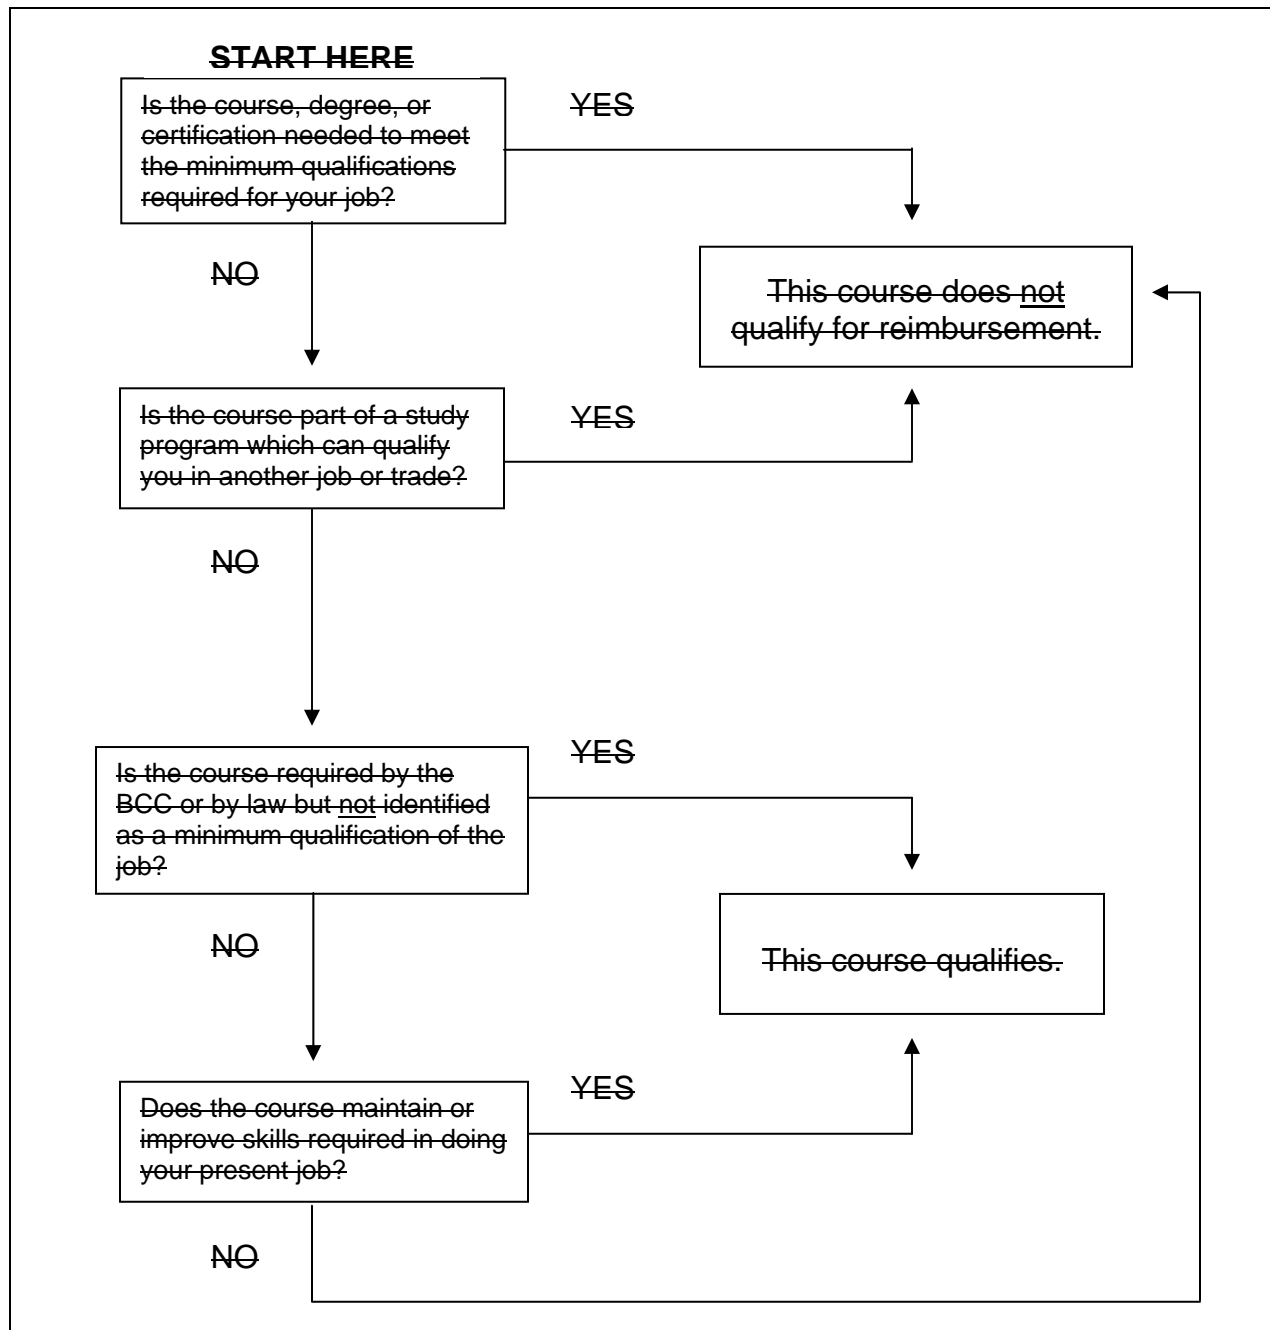 START HERE
Is the course, degree, or
certification needed to meet
the minimum qualifications
required for your job?
YES
NO
This course does not
qualify for reimbursement.
Is the course part of a study
program which can qualify
you in another job or trade?
YES
NO
Is the course required by the
BCC or by law but not identified
as a minimum qualification of the
job?
YES
NO
This course qualifies.
Does the course maintain or
improve skills required in doing
your present job?
YES
NO